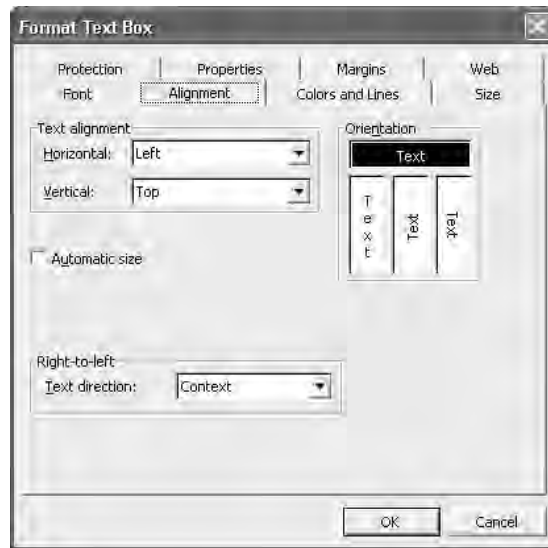 Format Text Box
Protection Properties Margins Web
Font Alignment Colors and Lines Size
Text alignment
Horizontal: Left
Vertical: Top
Automatic size
Orientation
Text
Text
Text
Text
Right-to-left
Text direction: Context
OK Cancel